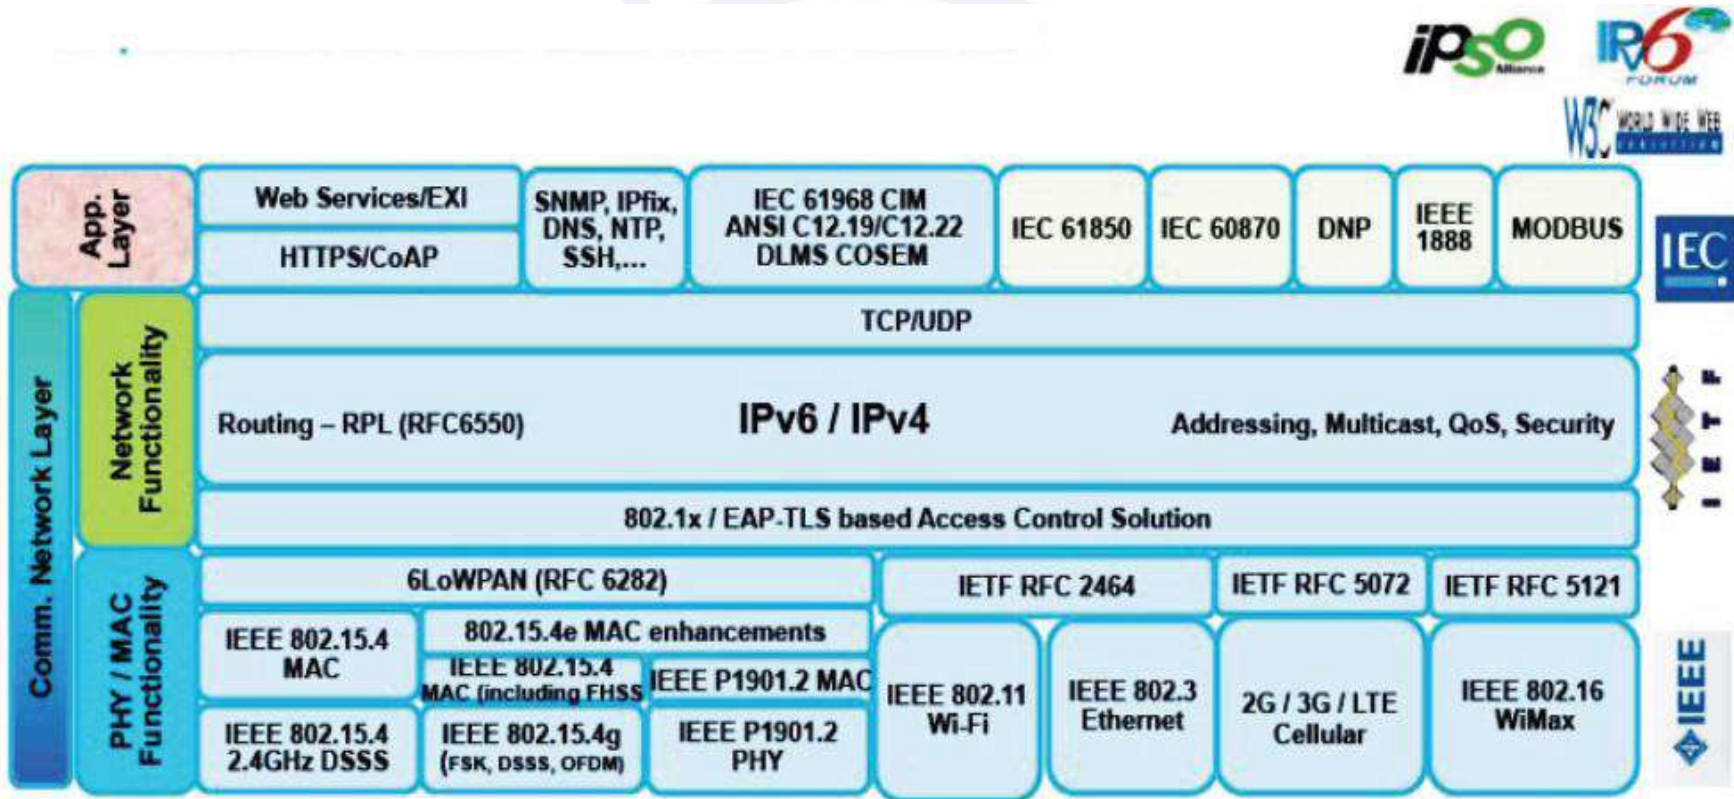 ipso
Alliance
IPv6
FORUM
W3C WORLD WIDE WEB
App.
Layer
Web Services/EXI
HTTPS/CoAP
SNMP, IPfix,
DNS, NTP,
SSH,...
IEC 61968 CIM
ANSI C12.19/C12.22
DLMS COSEM
IEC 61850
IEC 60870
DNP
IEEE
1888
MODBUS
IEC
Comm. Network Layer
Network
Functionality
TCP/UDP
Routing – RPL (RFC6550)
IPv6 / IPv4
Addressing, Multicast, QoS, Security
802.1x / EAP-TLS based Access Control Solution
IETF
PHY / MAC
Functionality
6LoWPAN (RFC 6282)
IETF RFC 2464
IETF RFC 5072
IETF RFC 5121
IEEE 802.15.4
MAC
802.15.4e MAC enhancements
IEEE 802.15.4
MAC (including FHSS
IEEE P1901.2 MAC
IEEE 802.15.4
2.4GHz DSSS
IEEE 802.15.4g
(FSK, DSSS, OFDM)
IEEE P1901.2
PHY
IEEE 802.11
Wi-Fi
IEEE 802.3
Ethernet
2G / 3G / LTE
Cellular
IEEE 802.16
WiMax
IEEE